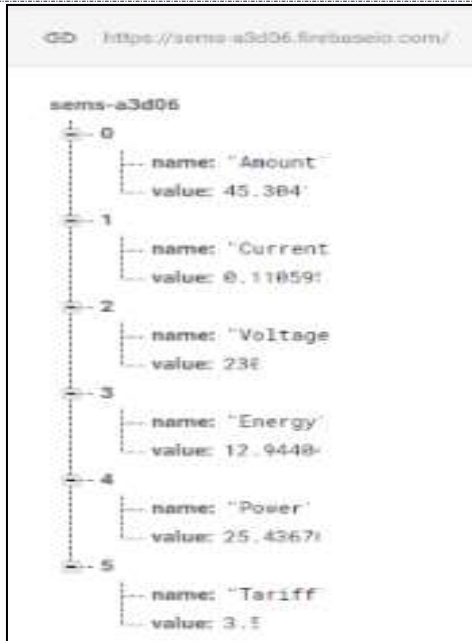 https://sems-a3d06.firebaseio.com/
sems-a3d06
0
name: "Amount"
value: 45.304
1
name: "Current
value: 0.11059
2
name: "Voltage
value: 23
3
name: "Energy"
value: 12.9440
4
name: "Power"
value: 25.4367
5
name: "Tariff
value: 3.